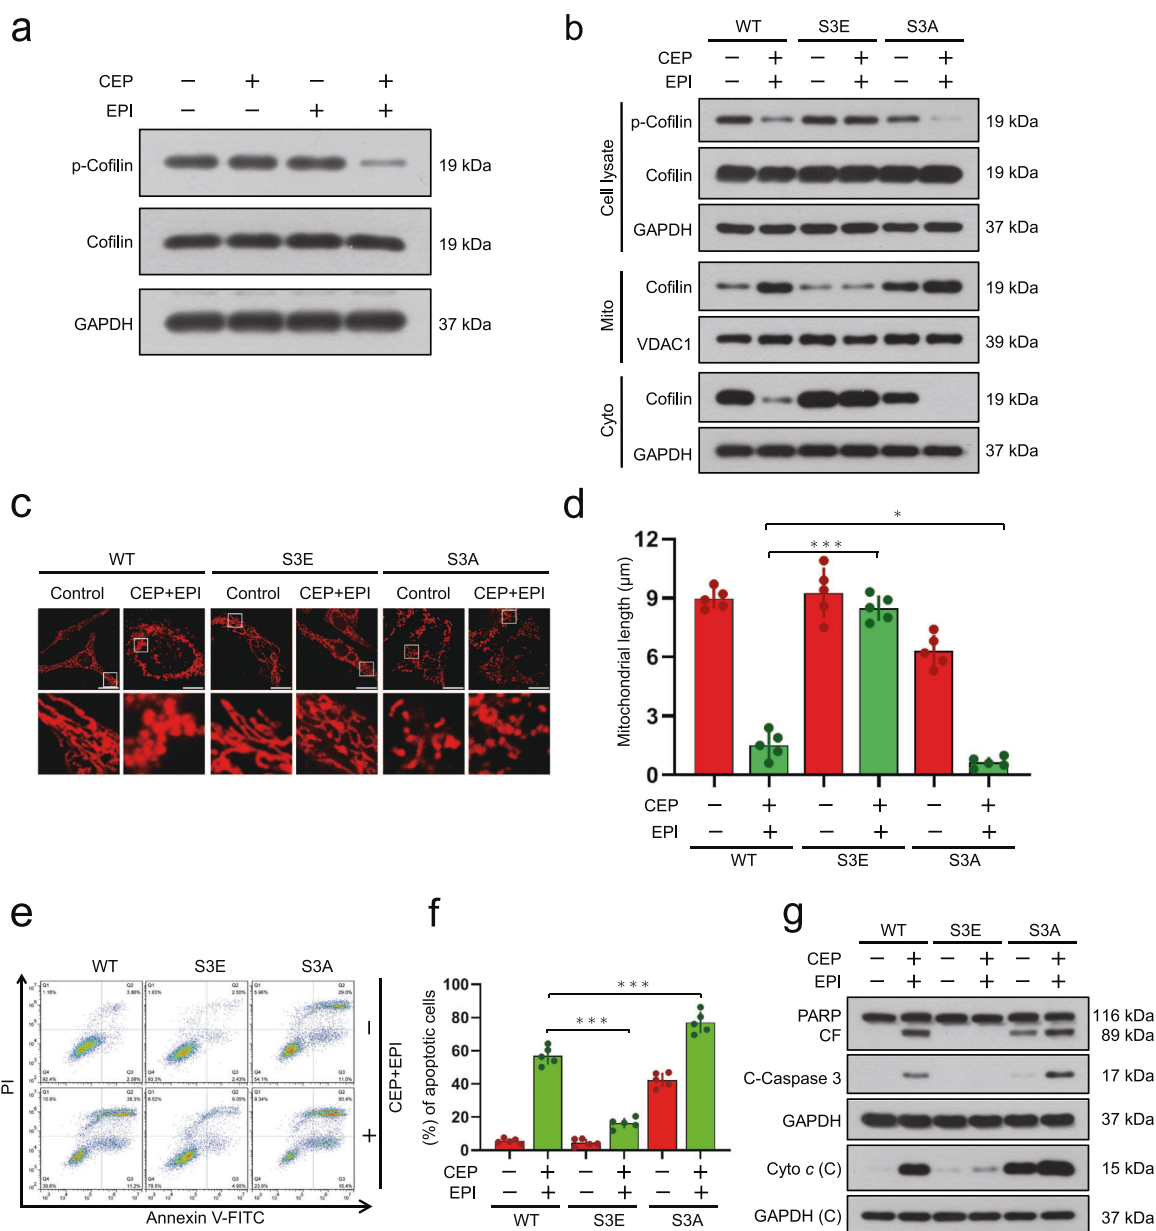 a
CEP − + − +
EPI − − + +
p-Cofilin 19 kDa
Cofilin 19 kDa
GAPDH 37 kDa
b
WT S3E S3A
CEP − + − + − +
EPI − + − + − +
Cell lysate
p-Cofilin 19 kDa
Cofilin 19 kDa
GAPDH 37 kDa
Mito
Cofilin 19 kDa
VDAC1 39 kDa
Cyto
Cofilin 19 kDa
GAPDH 37 kDa
c
WT S3E S3A
Control CEP+EPI Control CEP+EPI Control CEP+EPI
d
*
***
Mitochondrial length (μm)
12
9
6
3
0
CEP − + − + − +
EPI − + − + − +
WT S3E S3A
e
WT S3E S3A
PI
CEP+EPI
− +
Annexin V-FITC
f
***
***
(%) of apoptotic cells
100
80
60
40
20
0
CEP − + − + − +
EPI − + − + − +
WT S3E S3A
g
WT S3E S3A
CEP − + − + − +
EPI − + − + − +
PARP 116 kDa
CF 89 kDa
C-Caspase 3 17 kDa
GAPDH 37 kDa
Cyto c (C) 15 kDa
GAPDH (C) 37 kDa